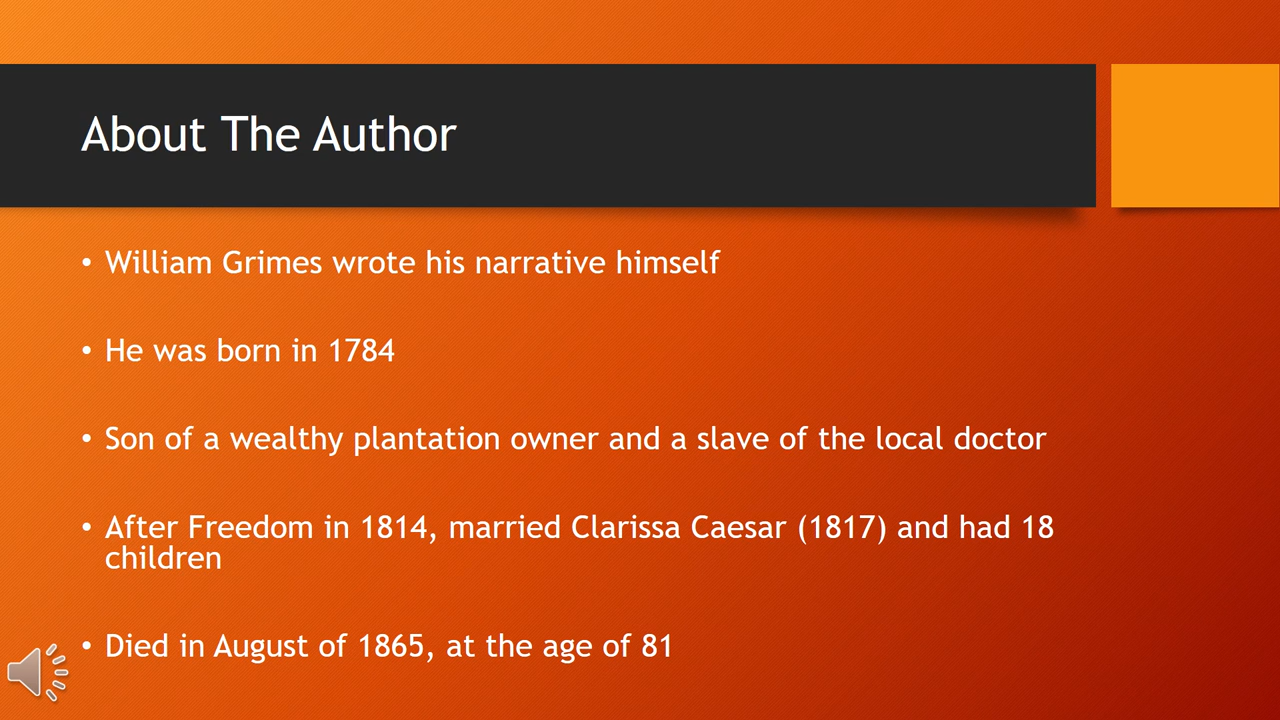 About The Author
• William Grimes wrote his narrative himself
• He was born in 1784
• Son of a wealthy plantation owner and a slave of the local doctor
• After Freedom in 1814, married Clarissa Caesar (1817) and had 18
children
• Died in August of 1865, at the age of 81